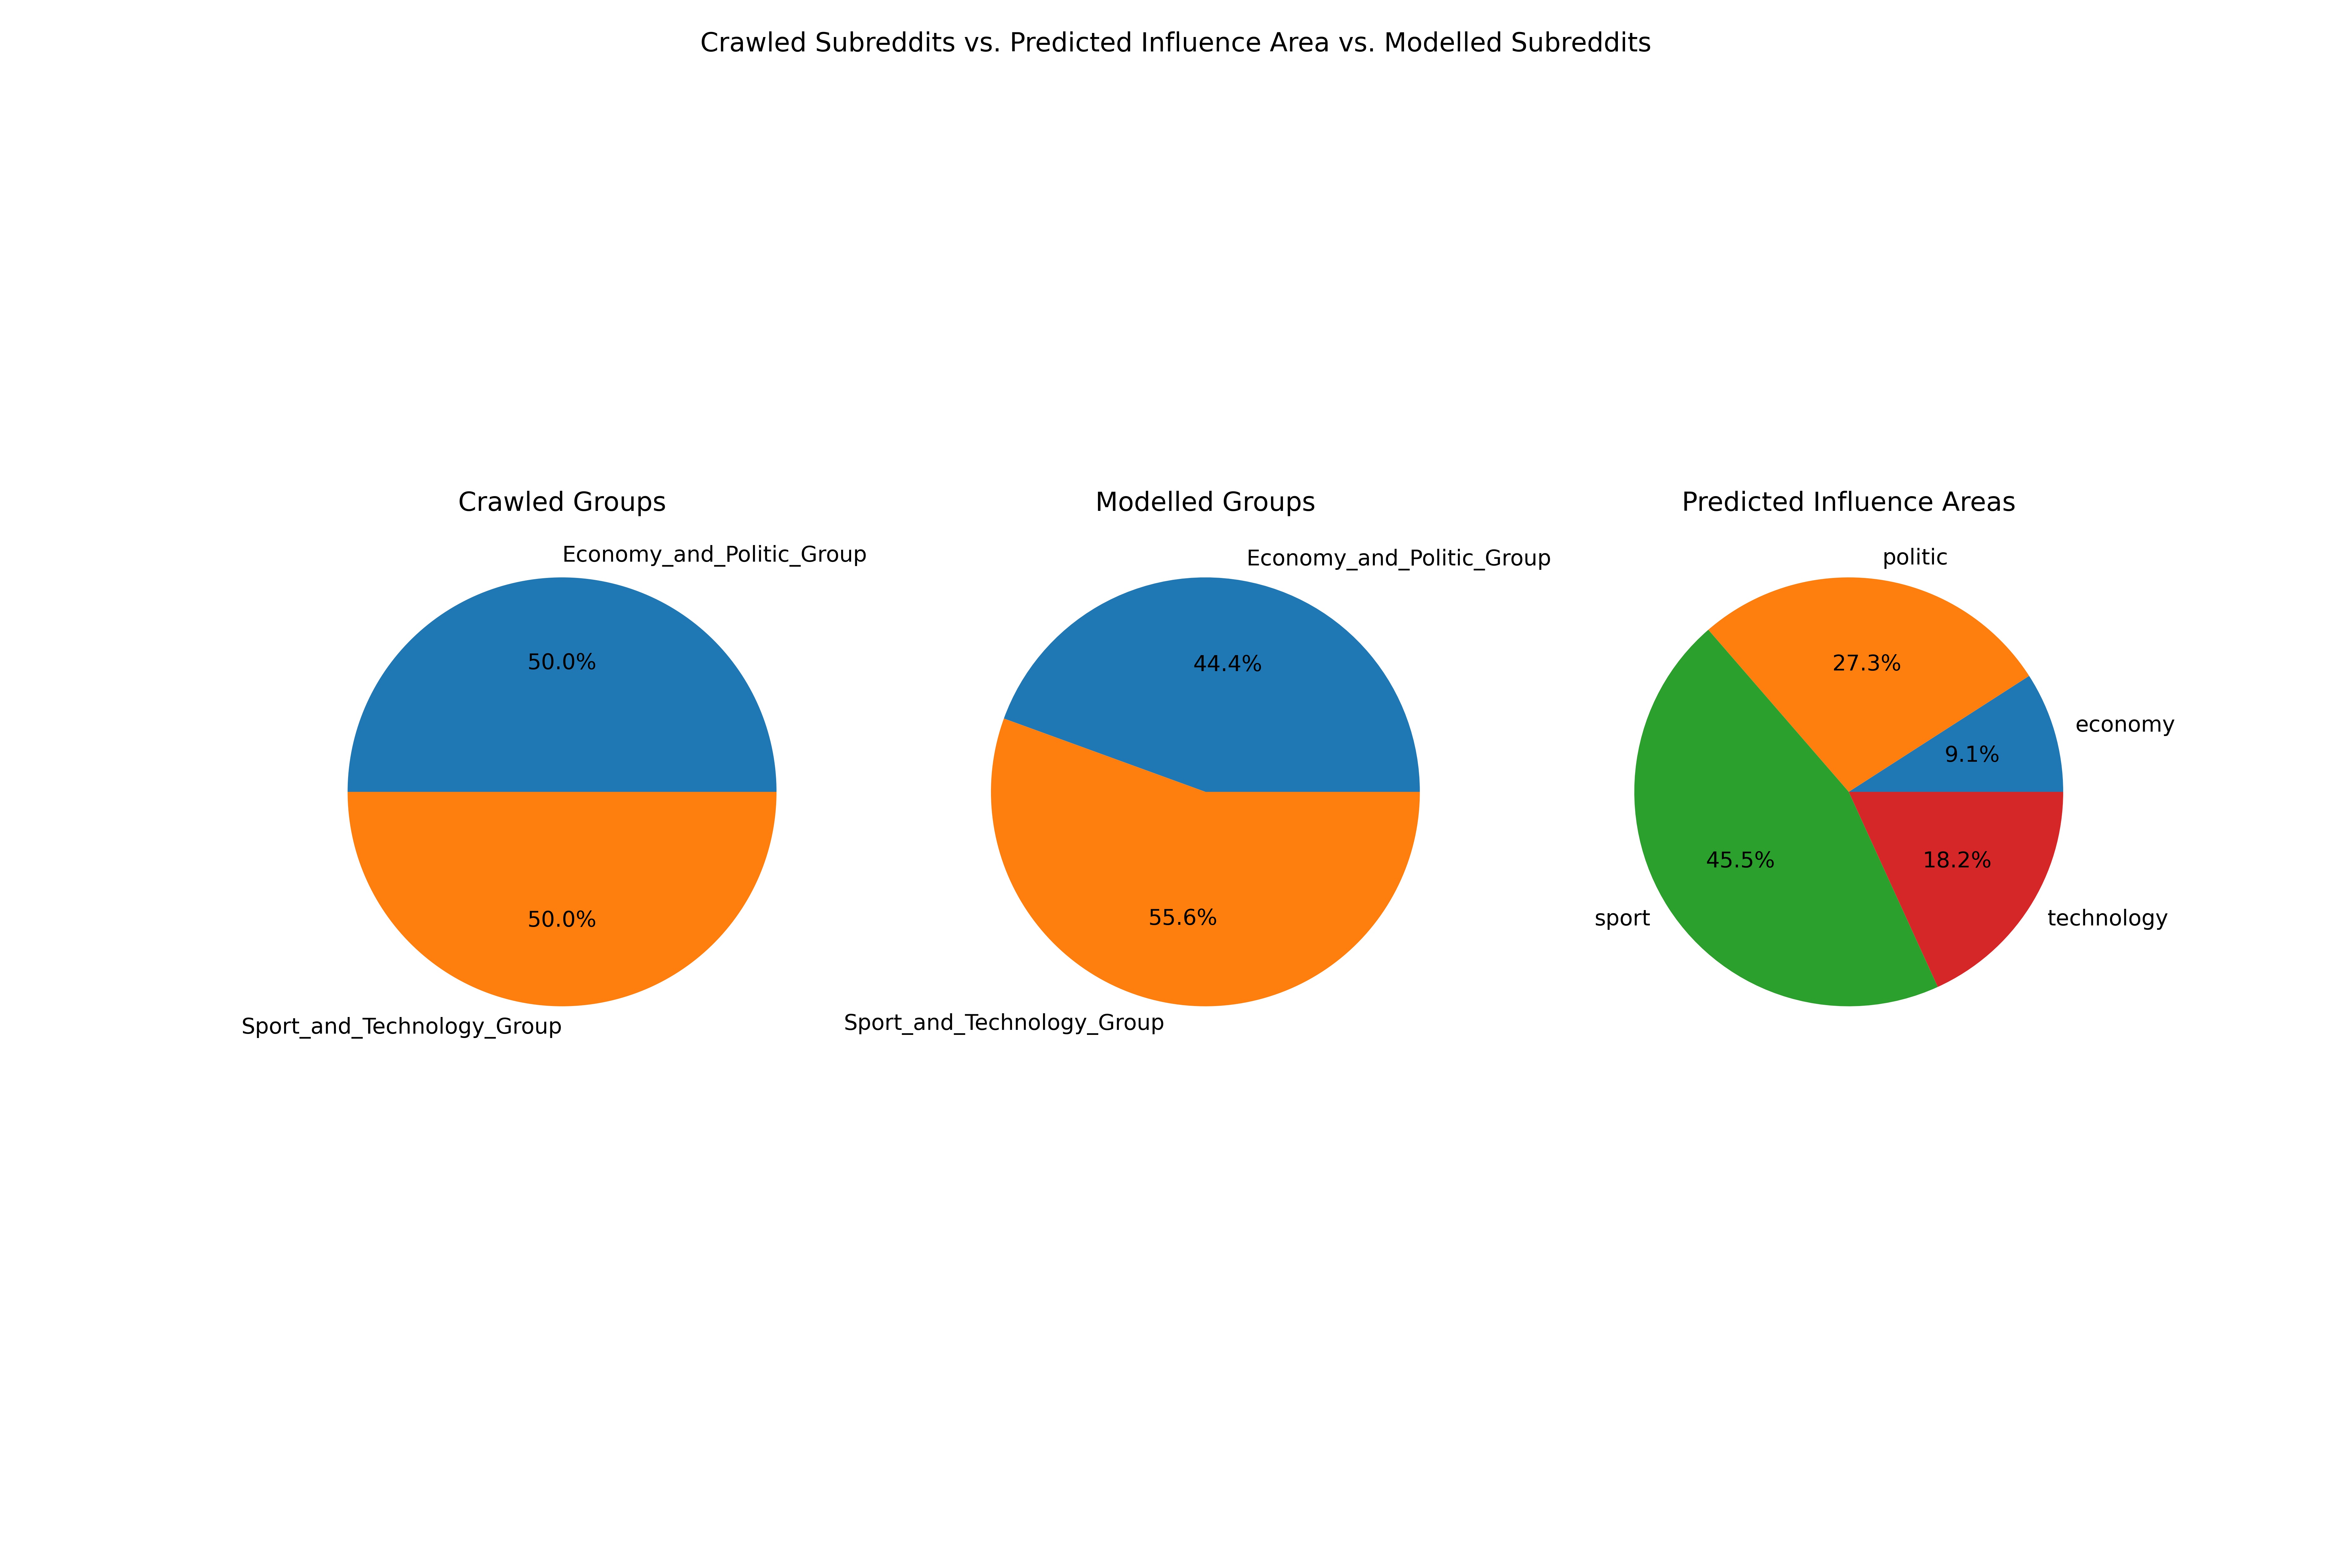 Crawled Subreddits vs. Predicted Influence Area vs. Modelled Subreddits
Crawled Groups
Economy_and_Politic_Group
50.0%
50.0%
Sport_and_Technology_Group
Modelled Groups
Economy_and_Politic_Group
44.4%
55.6%
Sport_and_Technology_Group
Predicted Influence Areas
politic
27.3%
economy
9.1%
45.5%
18.2%
sport
technology